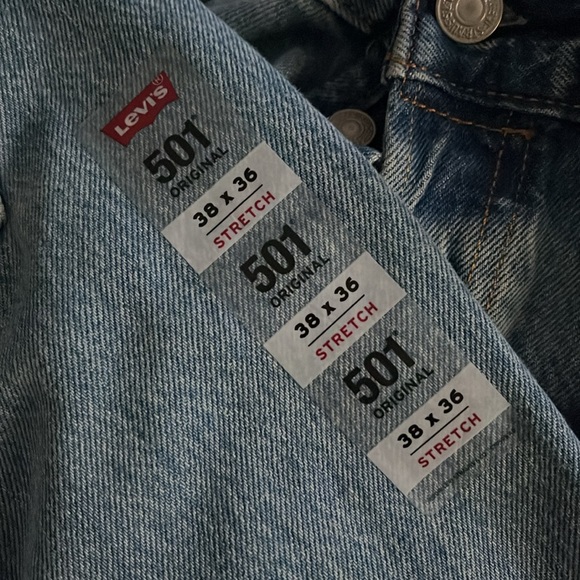 LEVI'S
501®
ORIGINAL
38 x 36
STRETCH
501®
ORIGINAL
38 x 36
STRETCH
501®
ORIGINAL
38 x 36
STRETCH